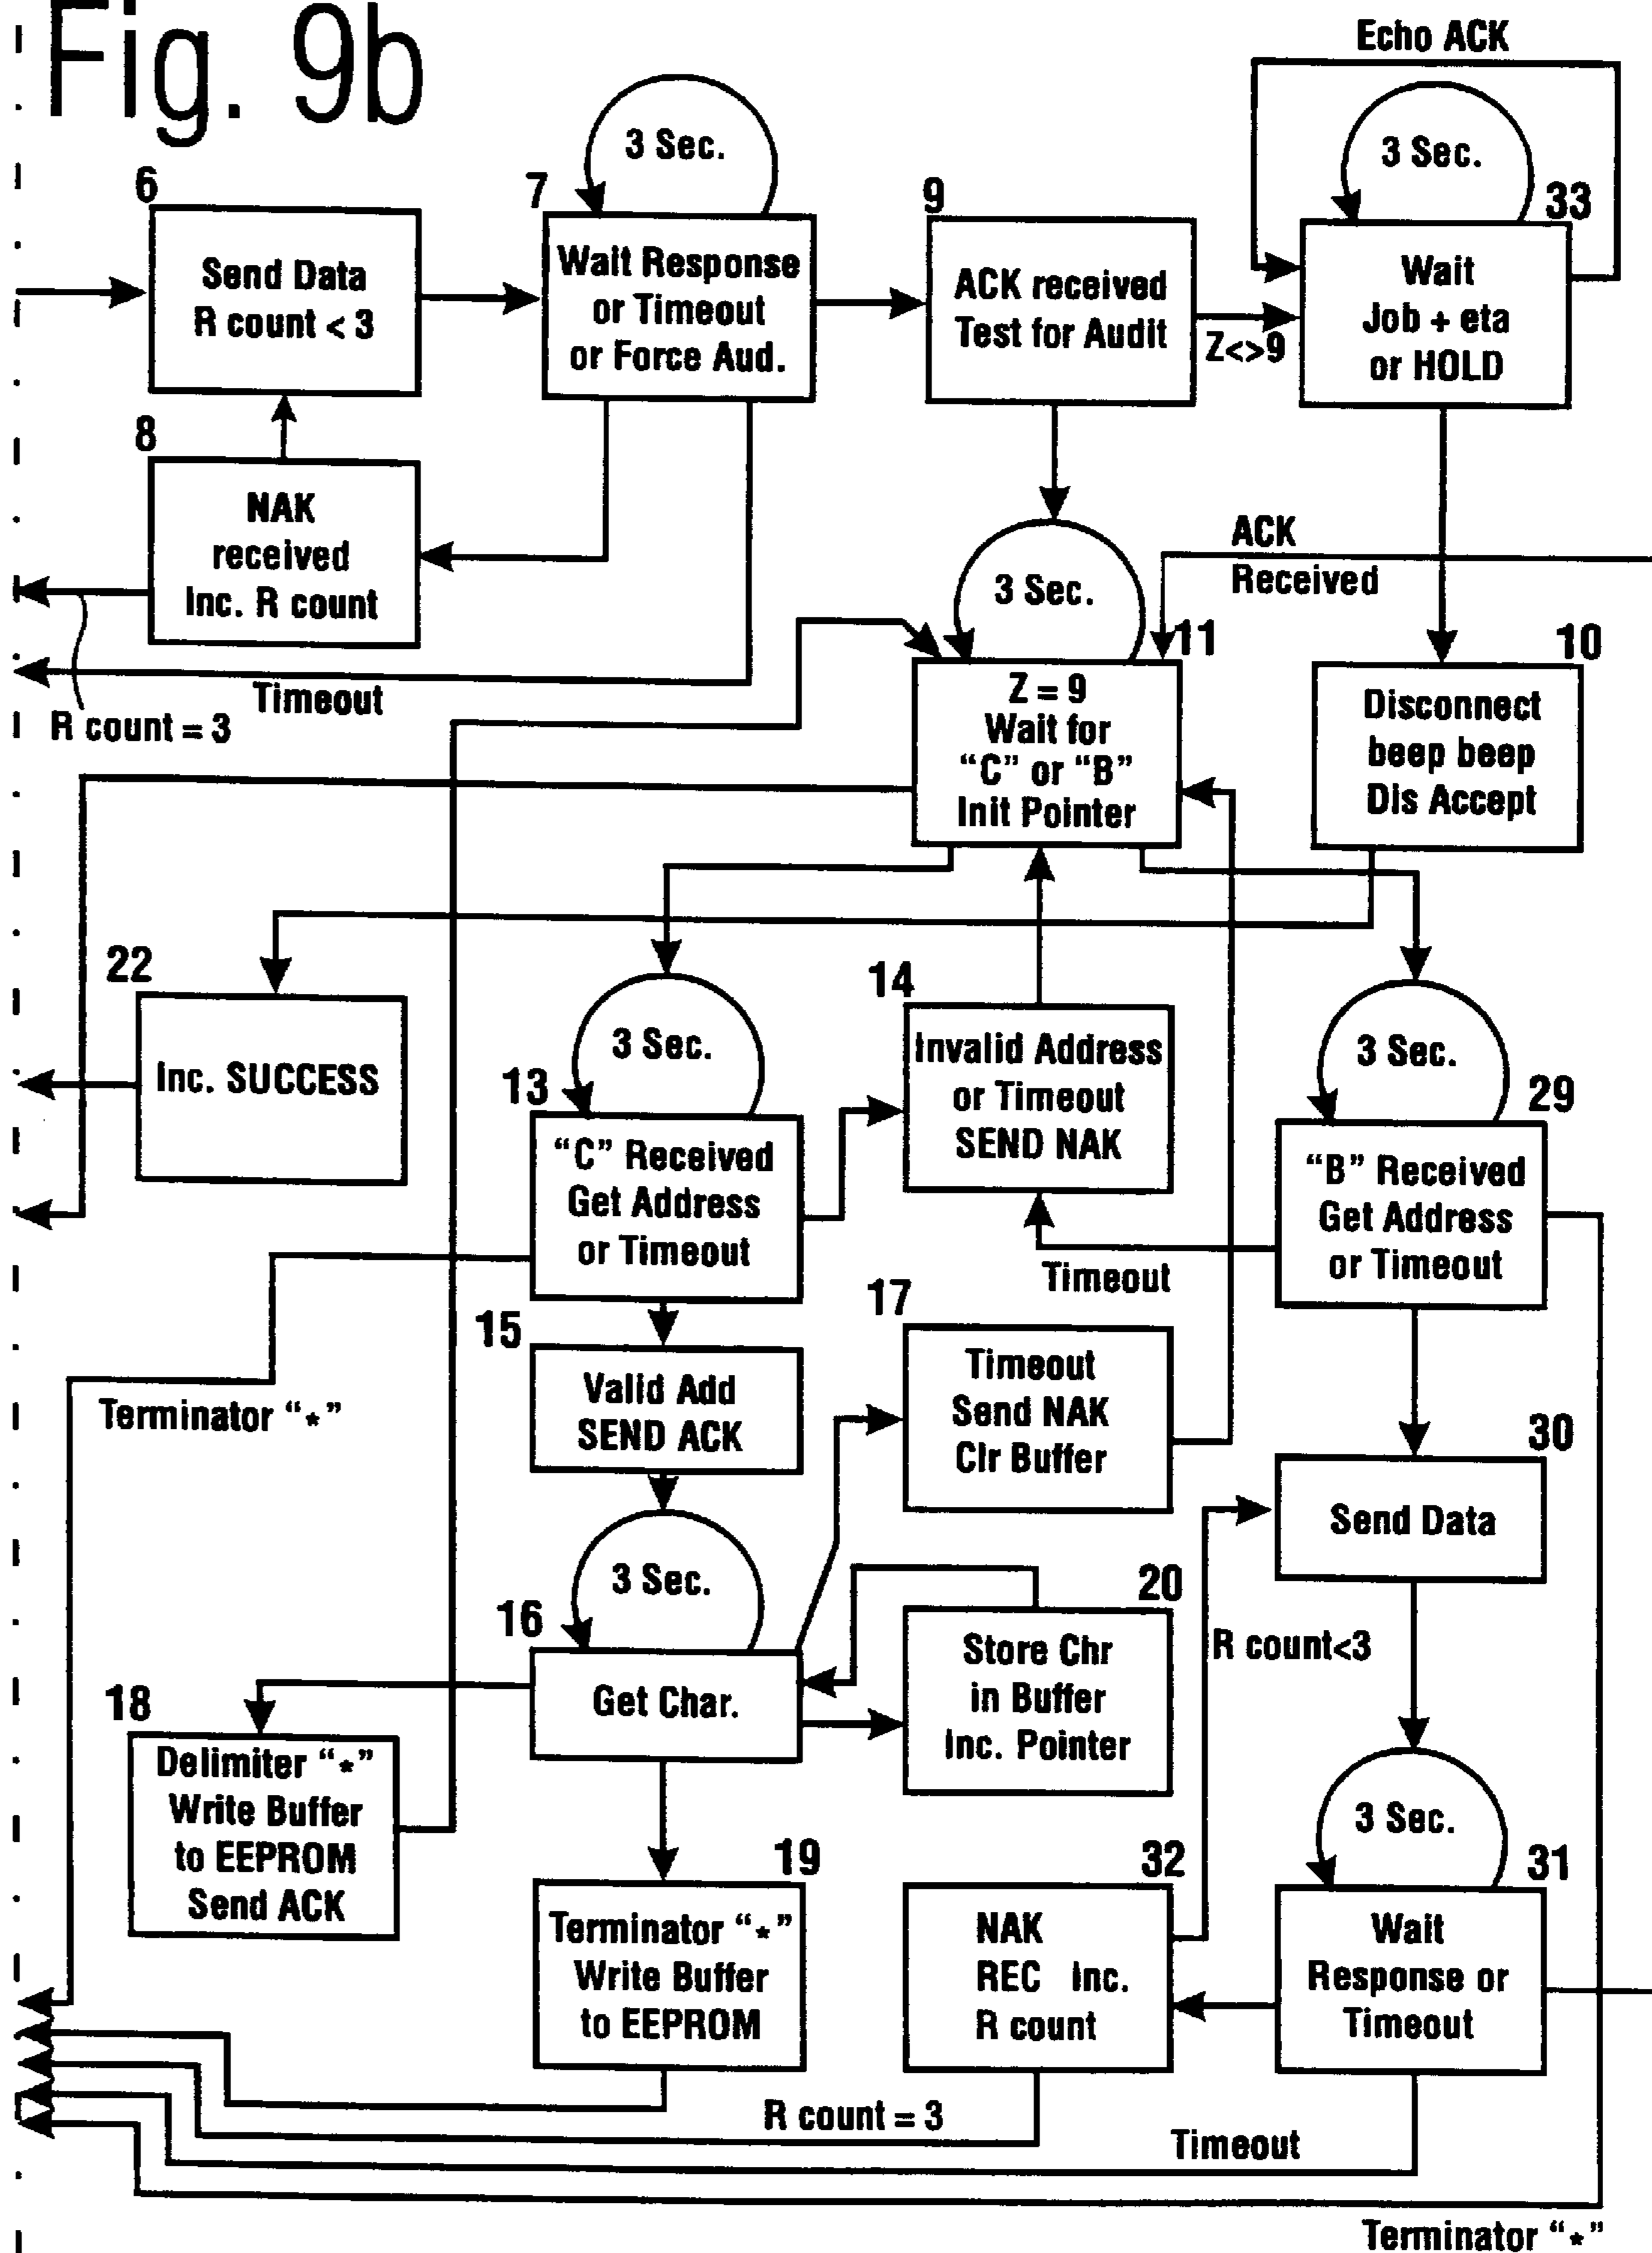 Fig. 9b
Echo ACK
3 Sec.
3 Sec.
6
7
9
33
Send Data
R count < 3
Wait Response
or Timeout
or Force Aud.
ACK received
Test for Audit
Z<>9
Wait
Job + eta
or HOLD
8
NAK
received
Inc. R count
ACK
Received
3 Sec.
11
10
Timeout
R count = 3
Z = 9
Wait for
“C” or “B”
Init Pointer
Disconnect
beep beep
Dis Accept
22
Inc. SUCCESS
3 Sec.
13
“C” Received
Get Address
or Timeout
14
Invalid Address
or Timeout
SEND NAK
3 Sec.
29
“B” Received
Get Address
or Timeout
Timeout
Terminator “*”
15
Valid Add
SEND ACK
17
Timeout
Send NAK
Clr Buffer
30
Send Data
3 Sec.
16
Get Char.
20
Store Chr
in Buffer
Inc. Pointer
R count<3
18
Delimiter “*”
Write Buffer
to EEPROM
Send ACK
19
Terminator “*”
Write Buffer
to EEPROM
32
NAK
REC Inc.
R count
3 Sec.
31
Wait
Response or
Timeout
R count = 3
Timeout
Terminator “*”